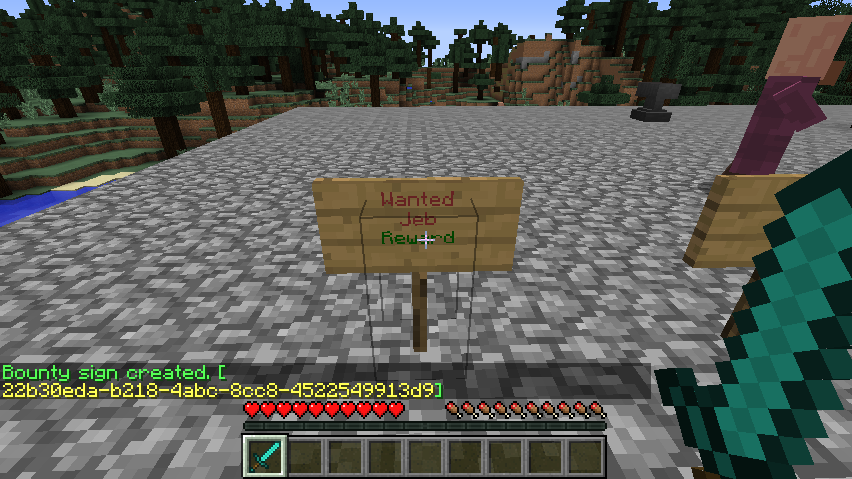 Wanted
Jeb
Reward
Bounty sign created. [
22b30eda-b218-4abc-8cc8-4522549913d9]